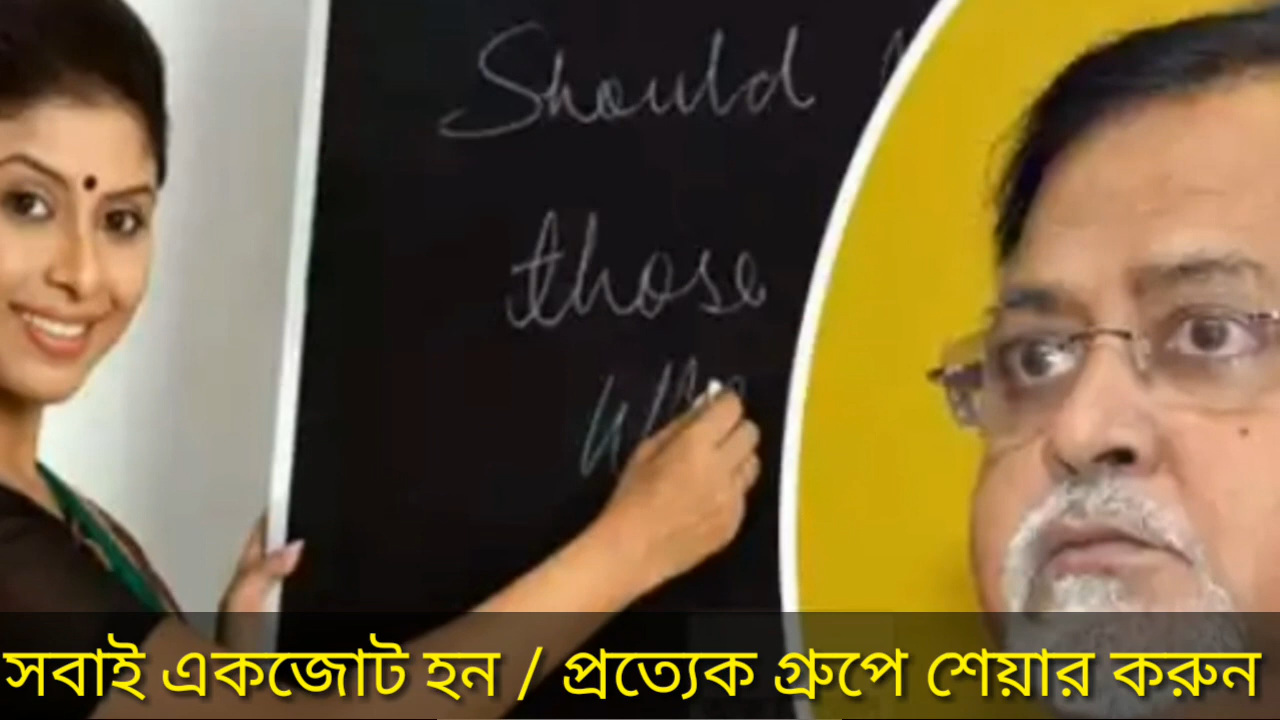 Should
those
সবাই একজোট হন / প্রত্যেক গ্রুপে শেয়ার করুন